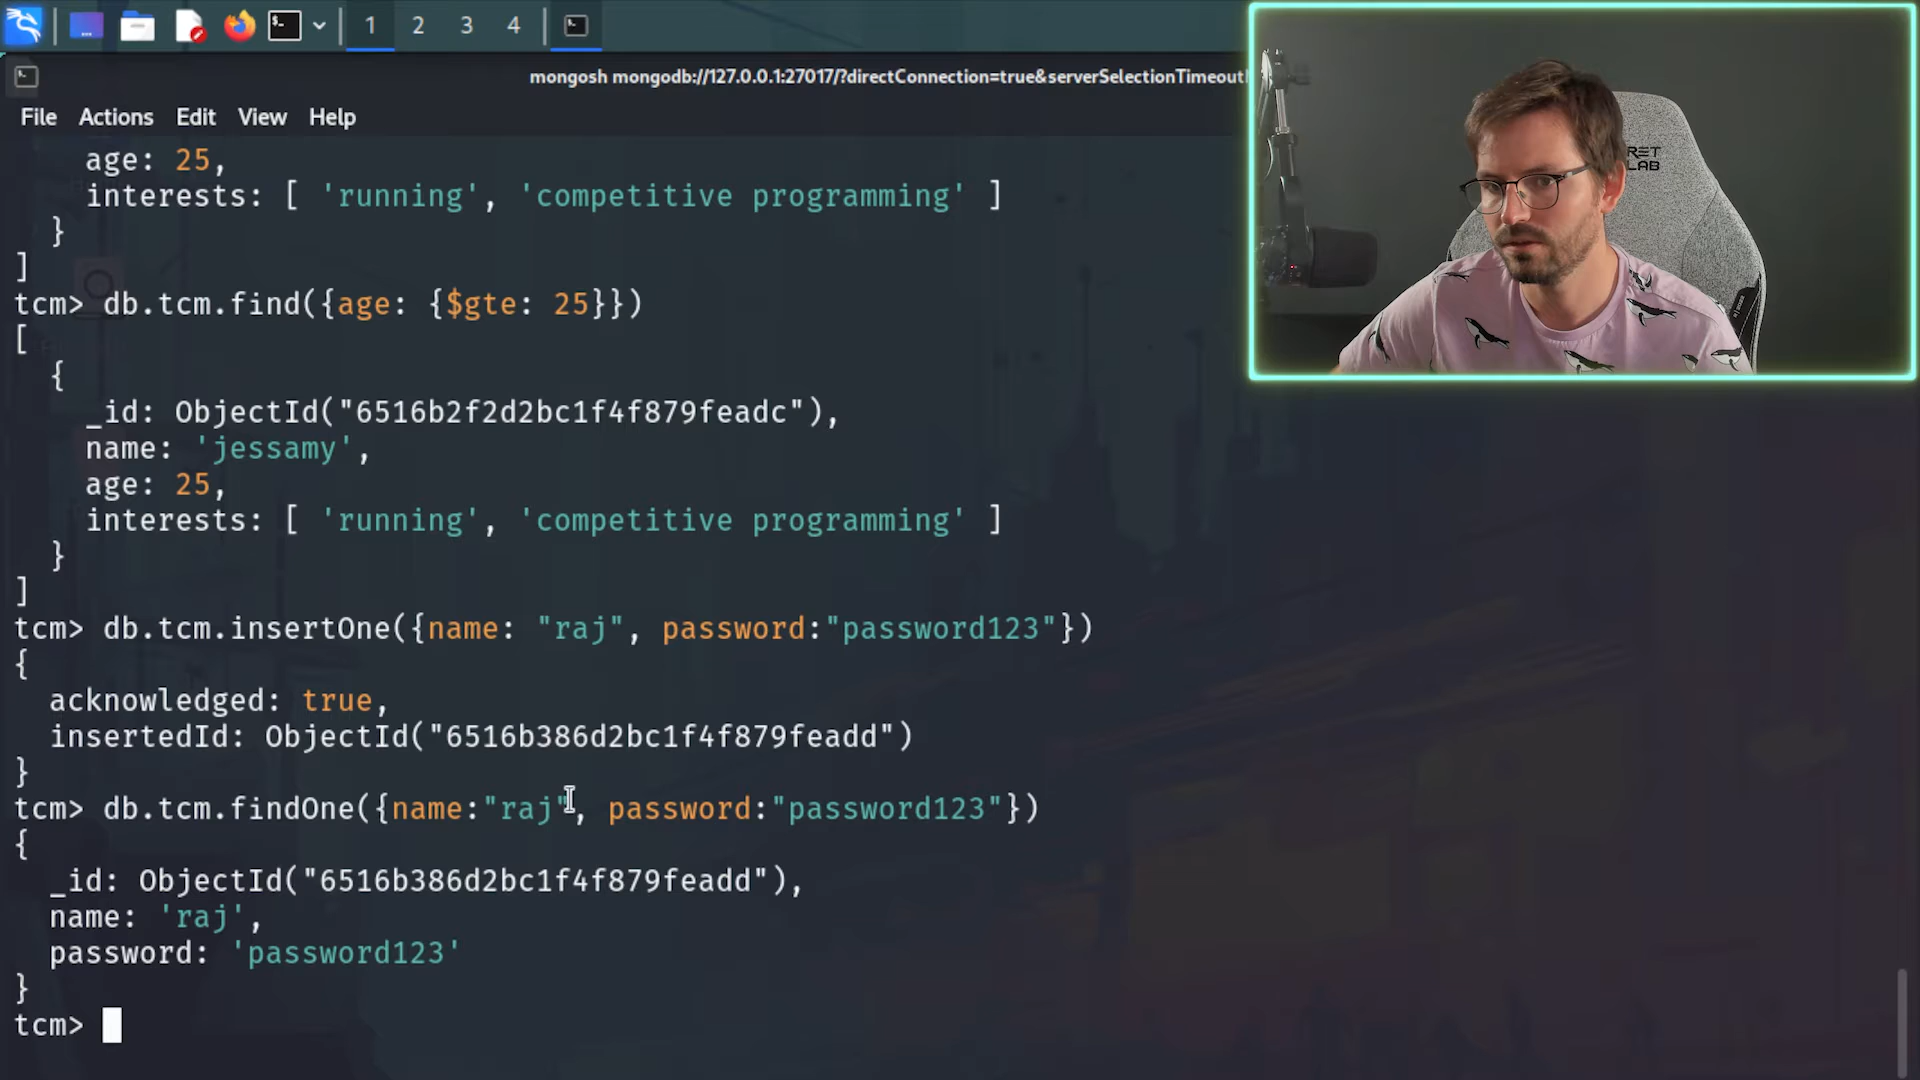 1 2 3 4
mongosh mongodb://127.0.0.1:27017/?directConnection=true&serverSelectionTimeout
File Actions Edit View Help
age: 25,
interests: [ 'running', 'competitive programming' ]
}
]
tcm> db.tcm.find({age: {$gte: 25}})
[
{
_id: ObjectId("6516b2f2d2bc1f4f879feadc"),
name: 'jessamy',
age: 25,
interests: [ 'running', 'competitive programming' ]
}
]
tcm> db.tcm.insertOne({name: "raj", password:"password123"})
{
acknowledged: true,
insertedId: ObjectId("6516b386d2bc1f4f879feadd")
}
tcm> db.tcm.findOne({name:"raj", password:"password123"})
{
_id: ObjectId("6516b386d2bc1f4f879feadd"),
name: 'raj',
password: 'password123'
}
tcm>
RET
LAB